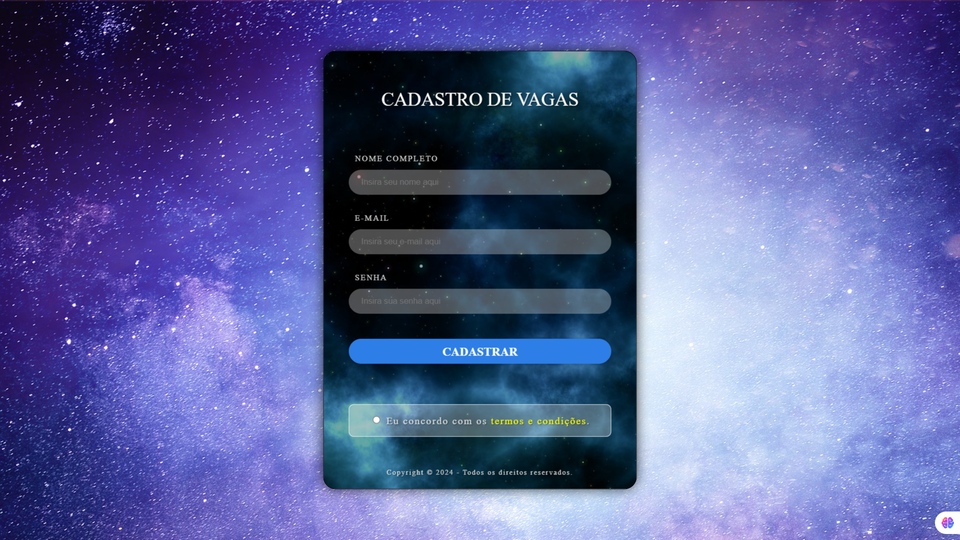 CADASTRO DE VAGAS
NOME COMPLETO
Insira seu nome aqui
E-MAIL
Insira seu e-mail aqui
SENHA
Insira sua senha aqui
CADASTRAR
Eu concordo com os termos e condições.
Copyright © 2024 - Todos os direitos reservados.